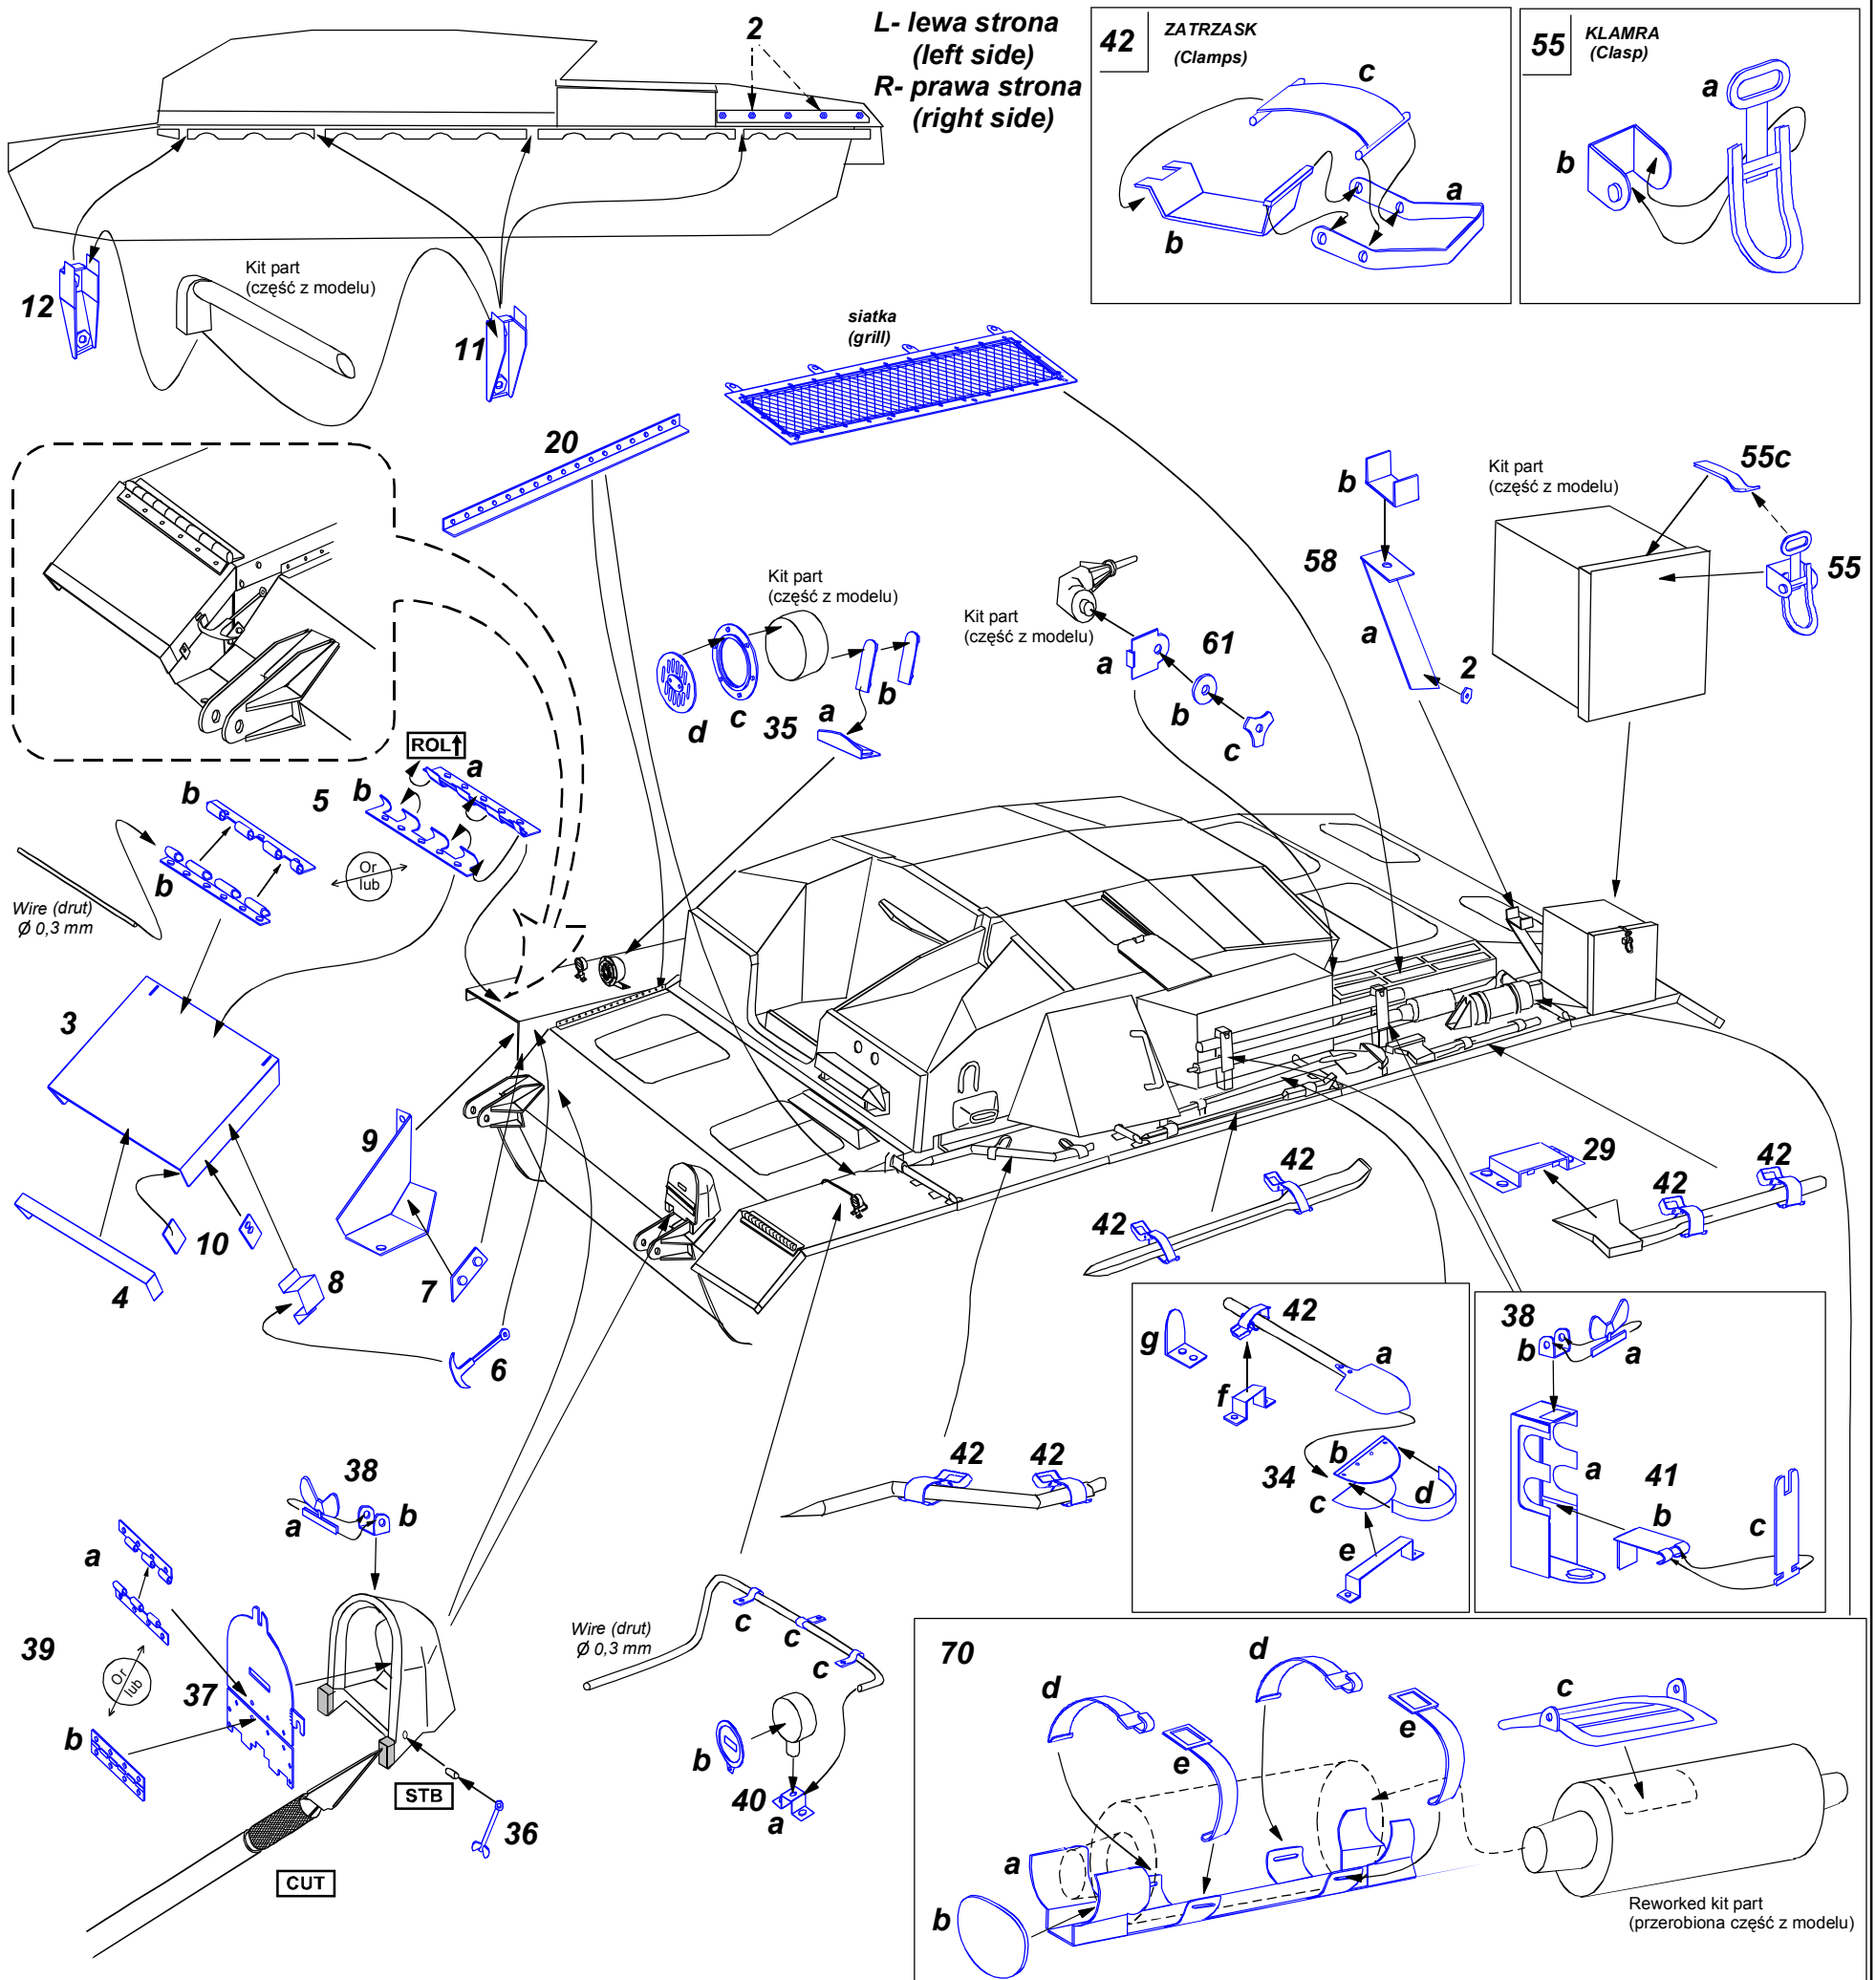 2
L- lewa strona
(left side)
R- prawa strona
(right side)
42
ZATRZASK
(Clamps)
c
a
b
55
KLAMRA
(Clasp)
a
b
12
Kit part
(część z modelu)
11
siatka
(grill)
20
b
58
a
2
Kit part
(część z modelu)
55c
55
Kit part
(część z modelu)
d
c
35
a
b
Kit part
(część z modelu)
a
61
b
c
ROL
a
b
5
b
b
Or
lub
Wire (drut)
Ø 0,3 mm
3
9
10
4
8
7
6
42
42
29
42
42
g
42
a
f
b
34
c
d
e
38
b
a
a
41
b
c
42
42
38
a
b
a
39
Or
lub
37
b
STB
36
CUT
Wire (drut)
Ø 0,3 mm
c
c
c
b
40
a
70
d
d
e
e
c
a
b
Reworked kit part
(przerobiona część z modelu)